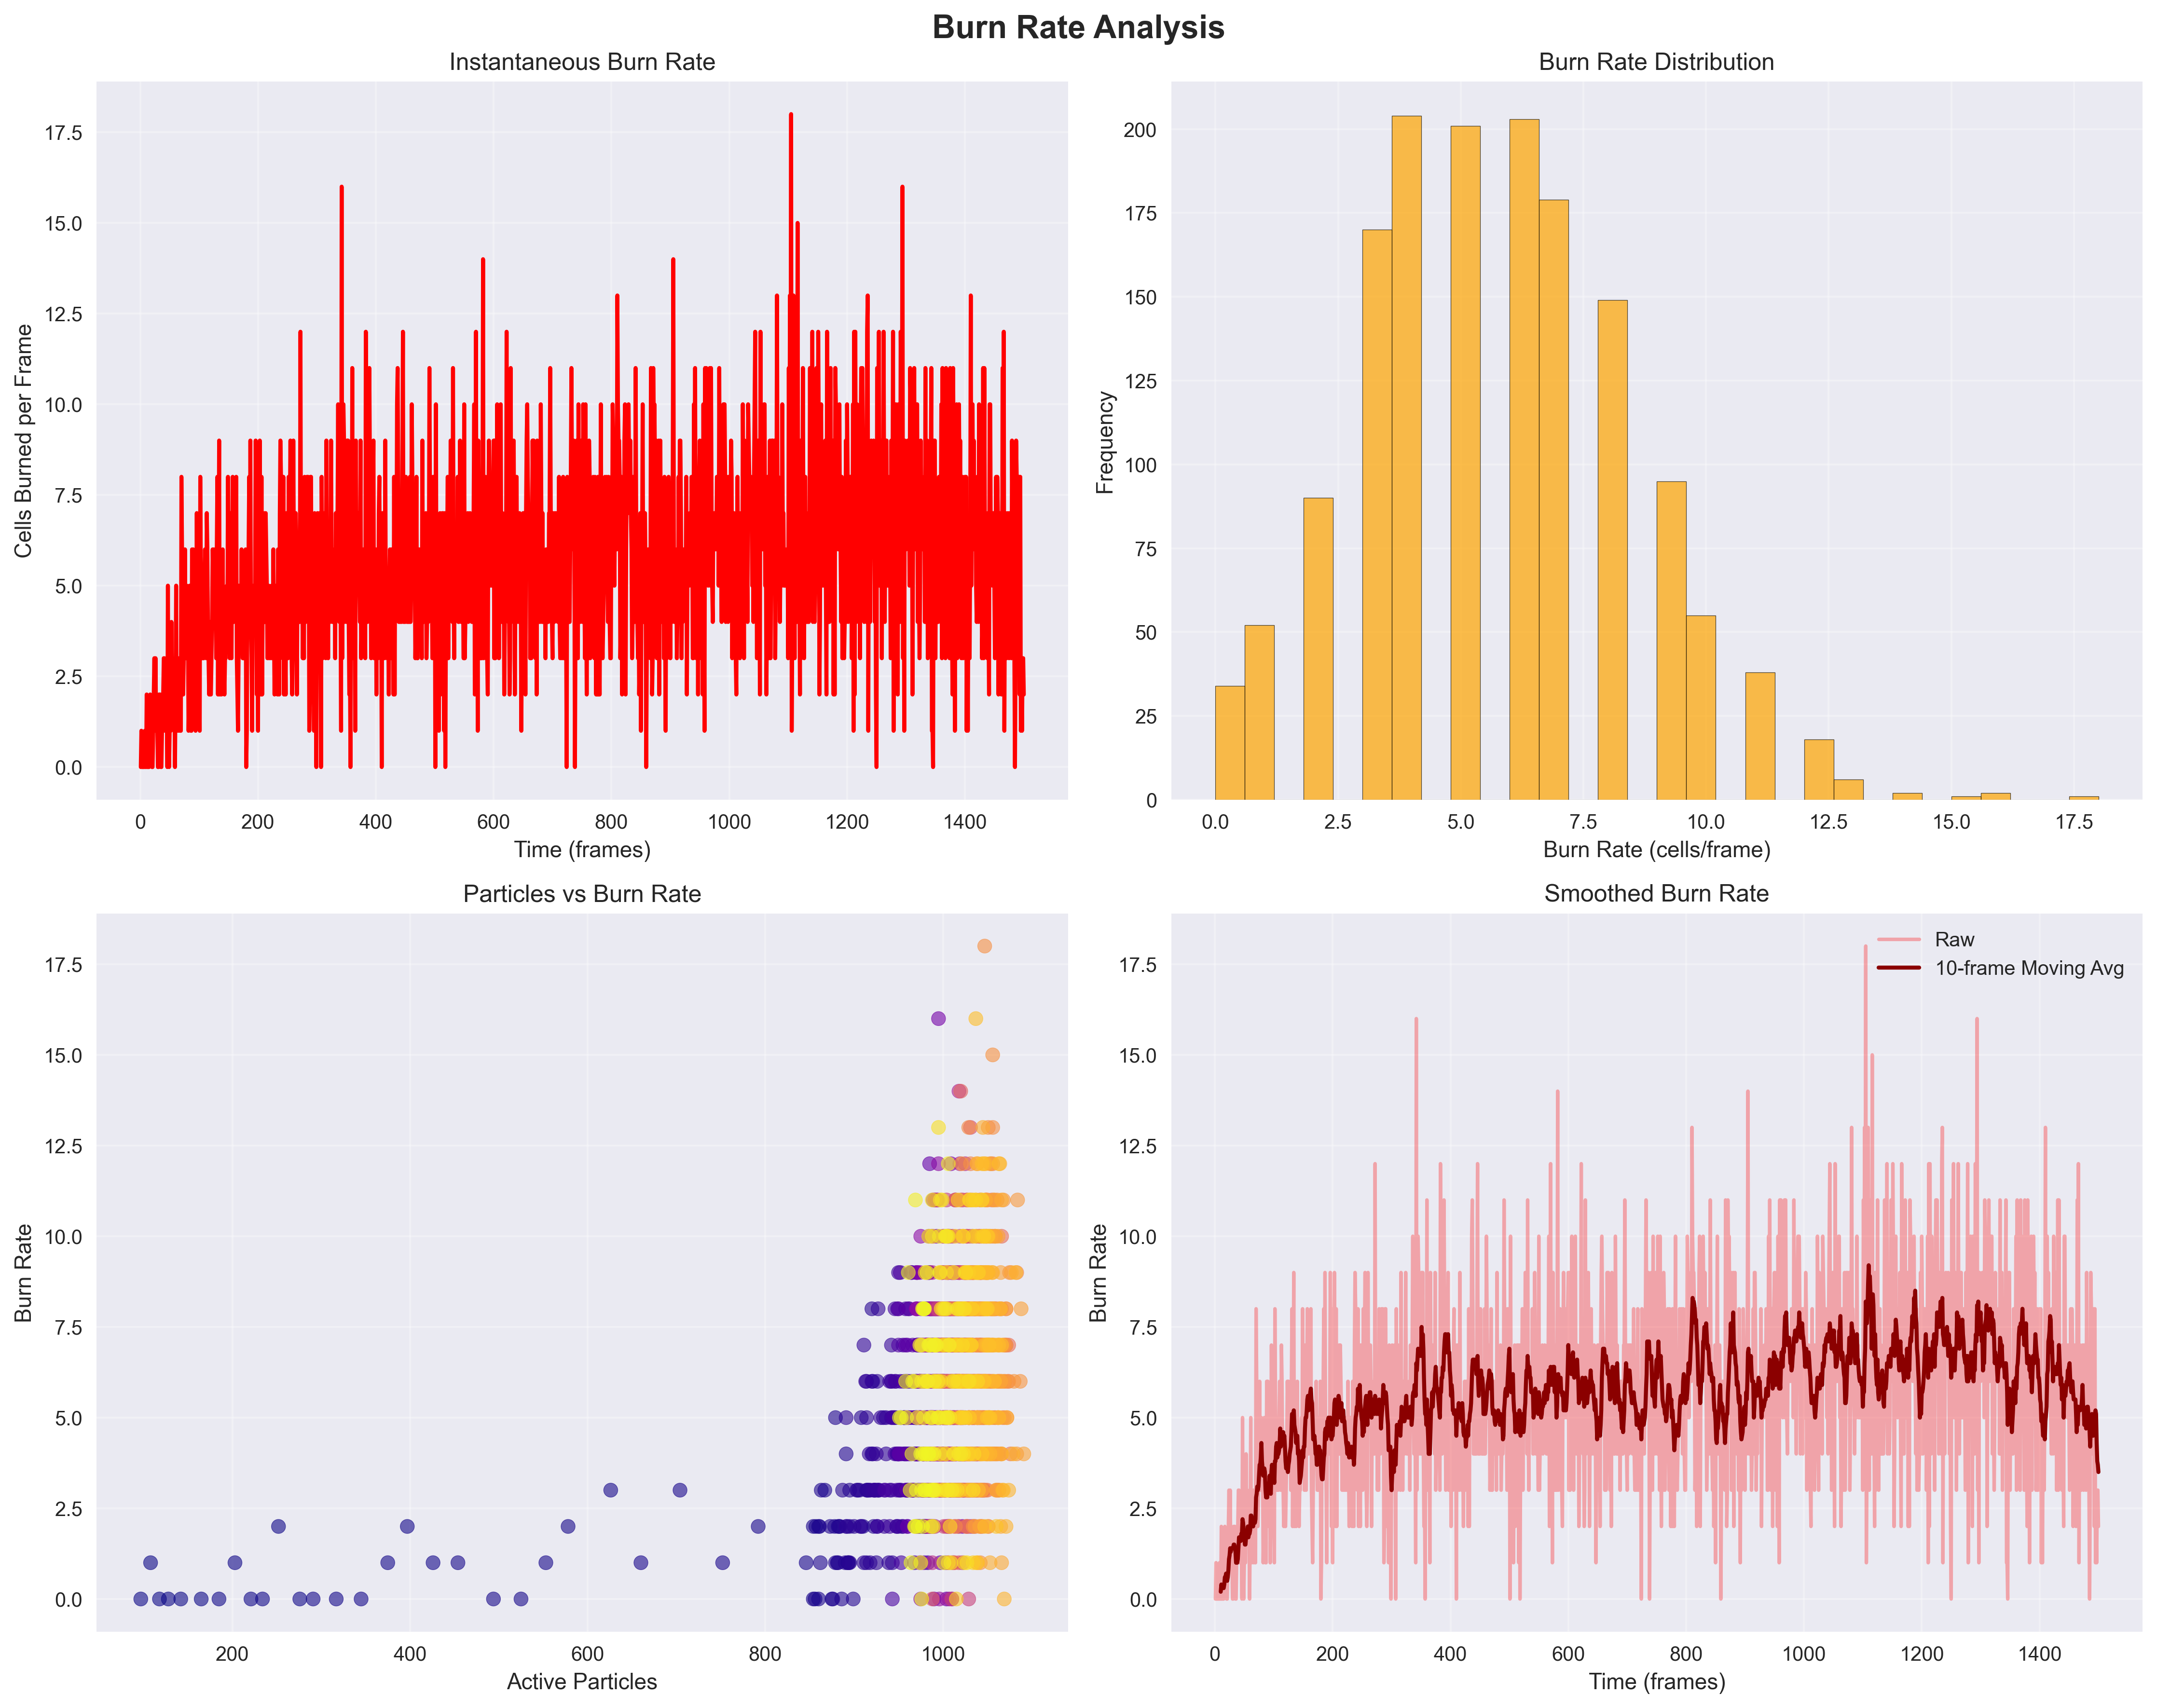 Burn Rate Analysis
Instantaneous Burn Rate
Cells Burned per Frame
17.5
15.0
12.5
10.0
7.5
5.0
2.5
0.0
0 200 400 600 800 1000 1200 1400
Time (frames)
Burn Rate Distribution
Frequency
200
175
150
125
100
75
50
25
0
0.0 2.5 5.0 7.5 10.0 12.5 15.0 17.5
Burn Rate (cells/frame)
Particles vs Burn Rate
Burn Rate
17.5
15.0
12.5
10.0
7.5
5.0
2.5
0.0
200 400 600 800 1000
Active Particles
Smoothed Burn Rate
Raw
10-frame Moving Avg
Burn Rate
17.5
15.0
12.5
10.0
7.5
5.0
2.5
0.0
0 200 400 600 800 1000 1200 1400
Time (frames)